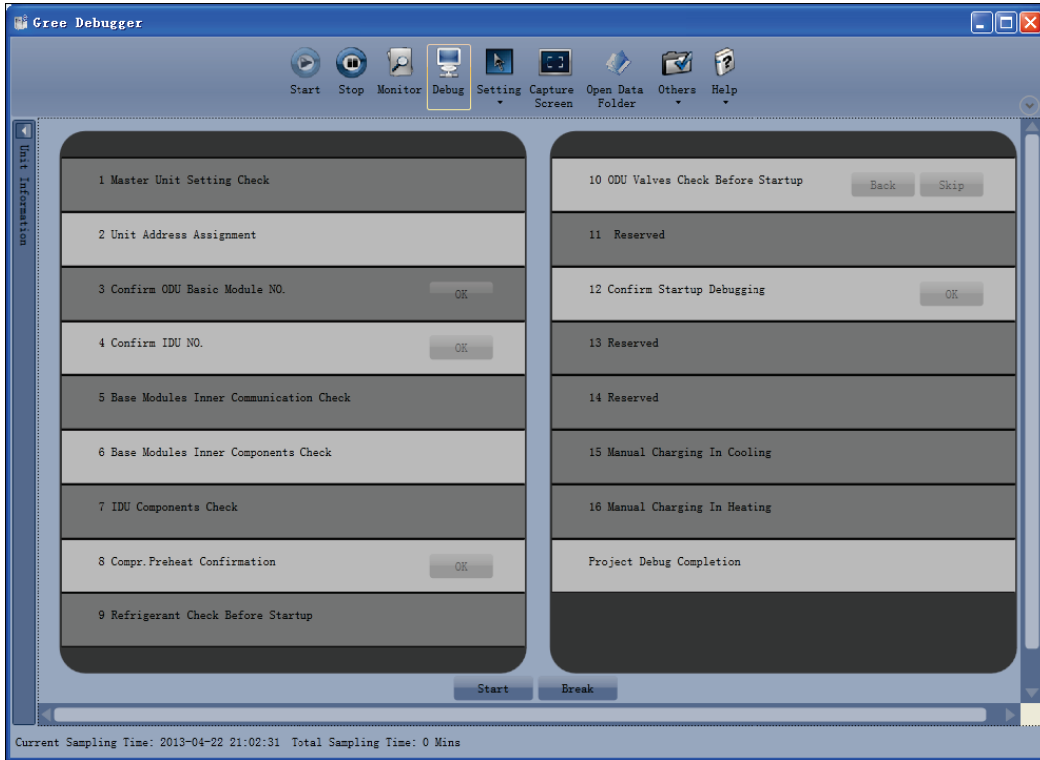 Gree Debugger
Start Stop Monitor Debug Setting Capture Screen Open Data Folder Others Help
Unit Information
1 Master Unit Setting Check
2 Unit Address Assignment
3 Confirm ODU Basic Module NO. OK
4 Confirm IDU NO. OK
5 Base Modules Inner Communication Check
6 Base Modules Inner Components Check
7 IDU Components Check
8 Compr.Preheat Confirmation OK
9 Refrigerant Check Before Startup
10 ODU Valves Check Before Startup Back Skip
11 Reserved
12 Confirm Startup Debugging OK
13 Reserved
14 Reserved
15 Manual Charging In Cooling
16 Manual Charging In Heating
Project Debug Completion
Start Break
Current Sampling Time: 2013-04-22 21:02:31 Total Sampling Time: 0 Mins